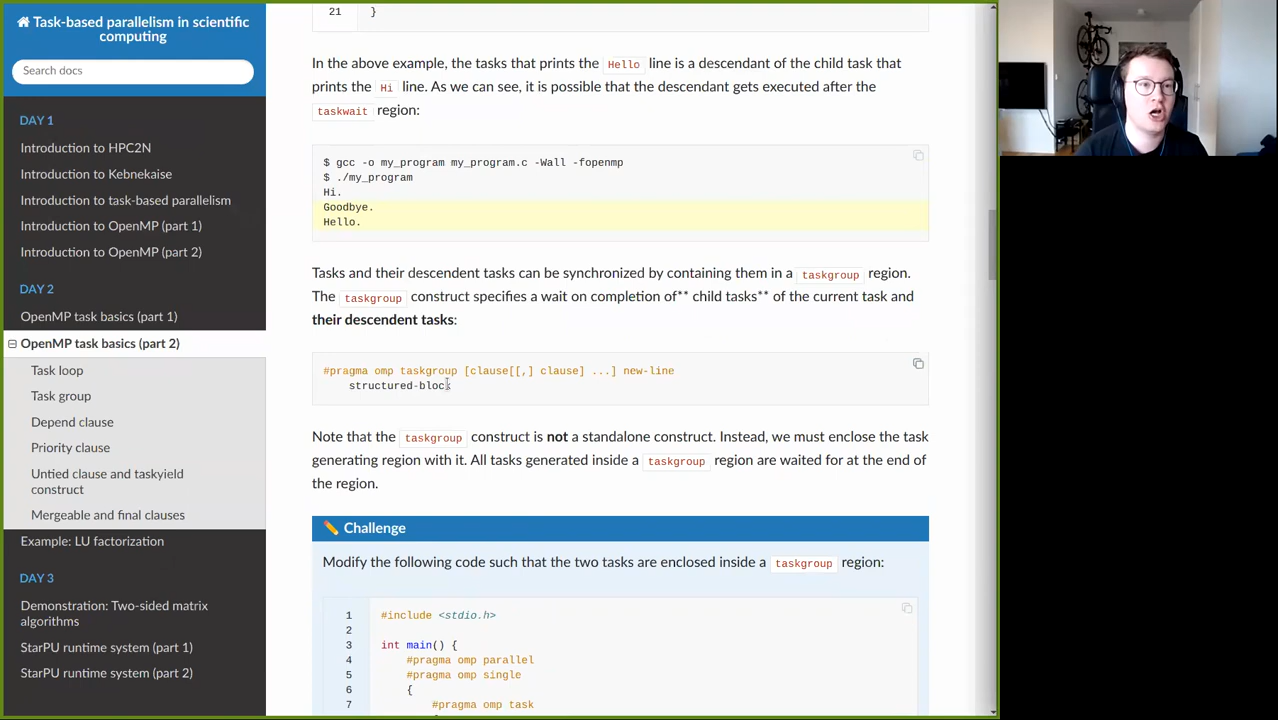 Task-based parallelism in scientific
computing
Search docs
DAY 1
Introduction to HPC2N
Introduction to Kebnekaise
Introduction to task-based parallelism
Introduction to OpenMP (part 1)
Introduction to OpenMP (part 2)
DAY 2
OpenMP task basics (part 1)
OpenMP task basics (part 2)
Task loop
Task group
Depend clause
Priority clause
Untied clause and taskyield
construct
Mergeable and final clauses
Example: LU factorization
DAY 3
Demonstration: Two-sided matrix
algorithms
StarPU runtime system (part 1)
StarPU runtime system (part 2)
21 }
In the above example, the tasks that prints the Hello line is a descendant of the child task that
prints the Hi line. As we can see, it is possible that the descendant gets executed after the
taskwait region:
$ gcc -o my_program my_program.c -Wall -fopenmp
$ ./my_program
Hi.
Goodbye.
Hello.
Tasks and their descendent tasks can be synchronized by containing them in a taskgroup region.
The taskgroup construct specifies a wait on completion of** child tasks** of the current task and
their descendent tasks:
#pragma omp taskgroup [clause[[,] clause] ...] new-line
structured-block
Note that the taskgroup construct is not a standalone construct. Instead, we must enclose the task
generating region with it. All tasks generated inside a taskgroup region are waited for at the end of
the region.
Challenge
Modify the following code such that the two tasks are enclosed inside a taskgroup region:
1 #include <stdio.h>
2
3 int main() {
4 #pragma omp parallel
5 #pragma omp single
6 {
7 #pragma omp task